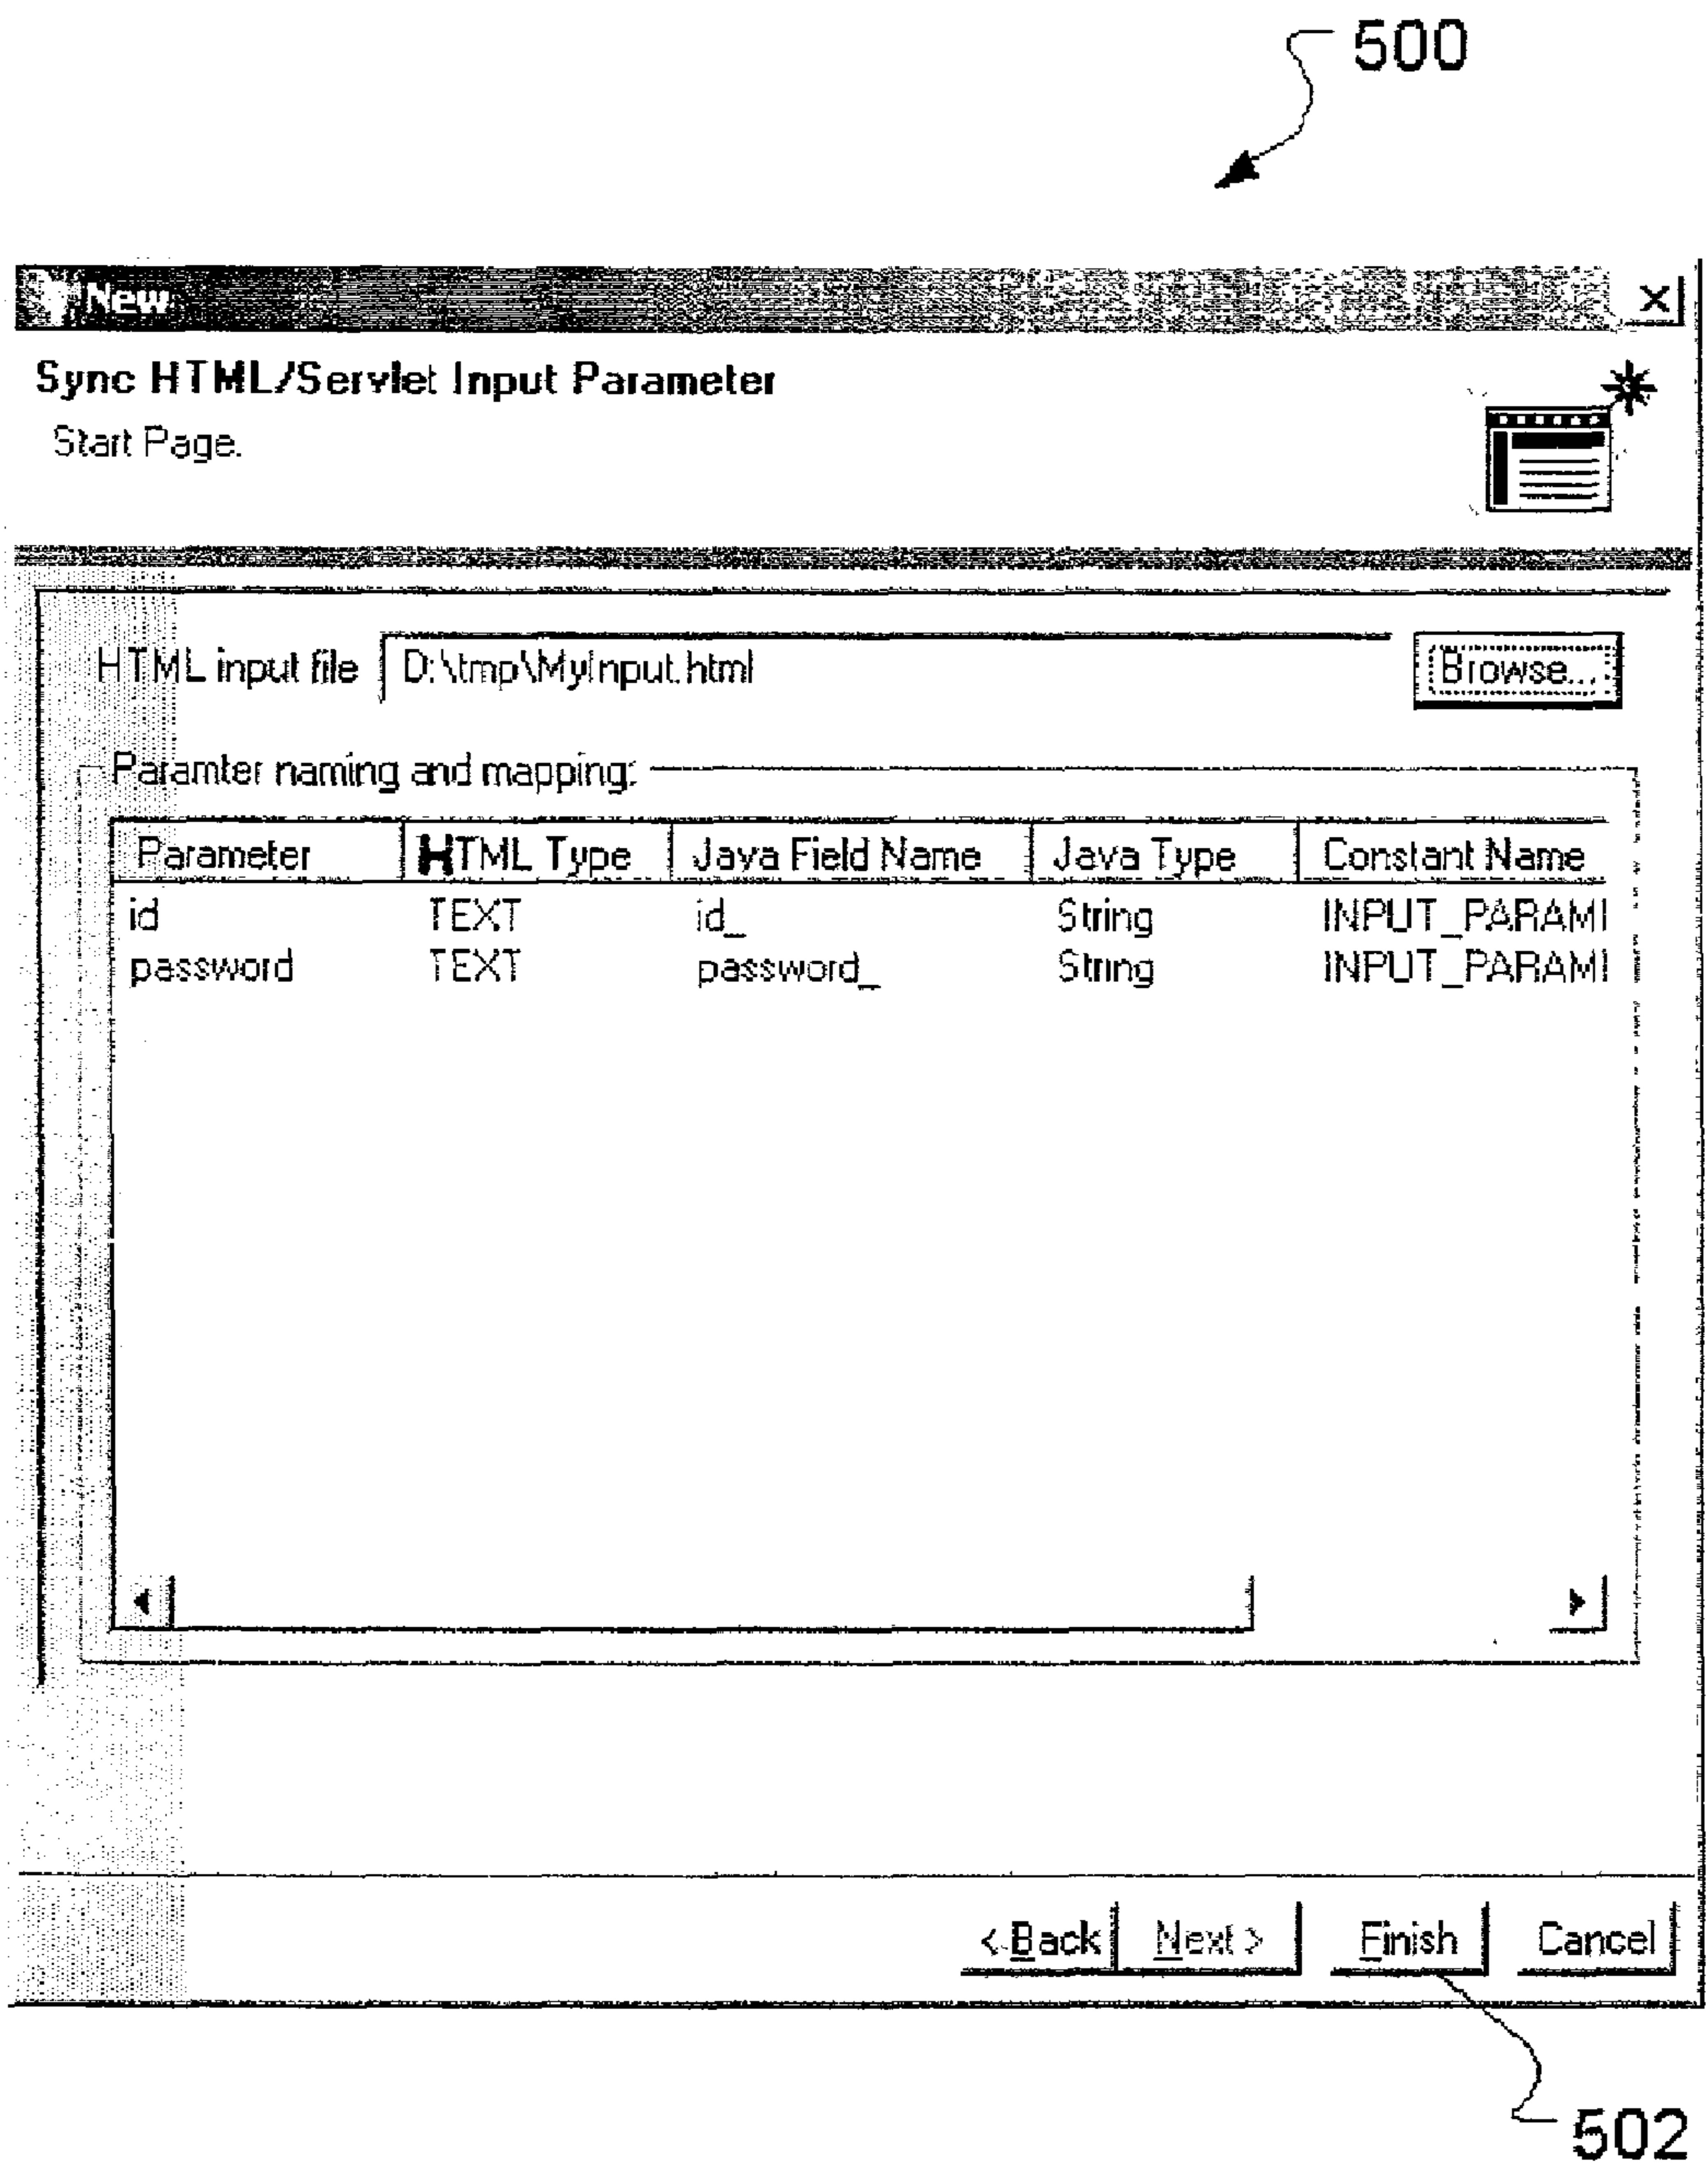 500
New
Sync HTML/Servlet Input Parameter
Start Page.
HTML input file D:\tmp\MyInput.html Browse...
Paramter naming and mapping:
Parameter HTML Type Java Field Name Java Type Constant Name
id TEXT id_ String INPUT_PARAMI
password TEXT password_ String INPUT_PARAMI
< Back Next > Finish Cancel
502